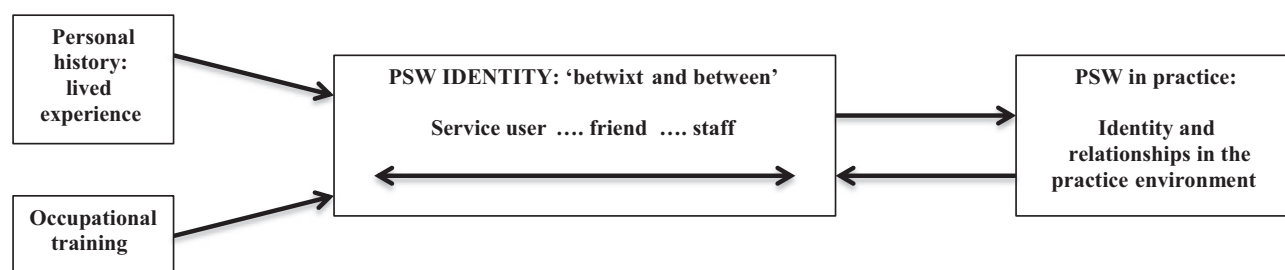 Personal
history:
lived
experience
Occupational
training
PSW IDENTITY: ‘betwixt and between’
Service user …. friend …. staff
PSW in practice:
Identity and
relationships in the
practice environment